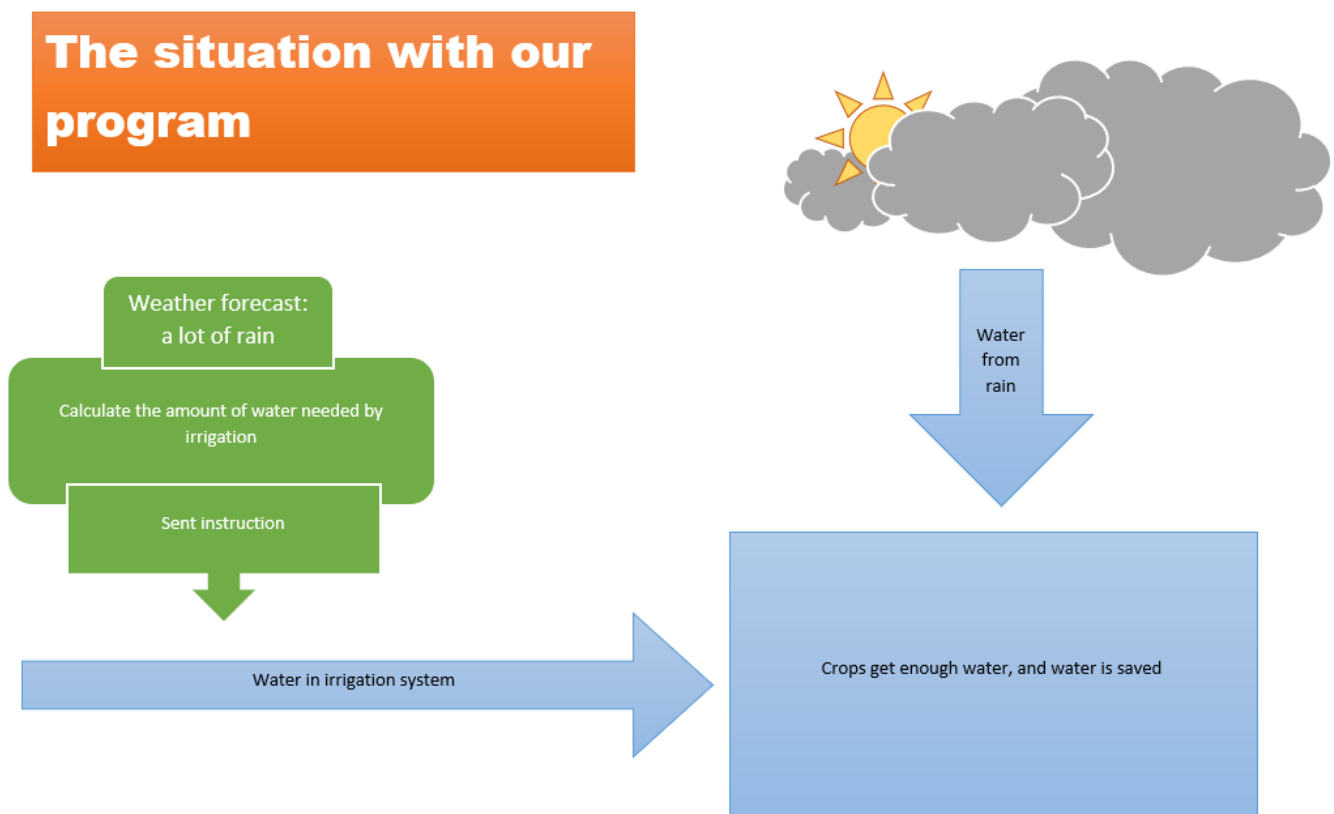 The situation with our
program
Weather forecast:
a lot of rain
Calculate the amount of water needed by
irrigation
Sent instruction
Water
from
rain
Water in irrigation system
Crops get enough water, and water is saved